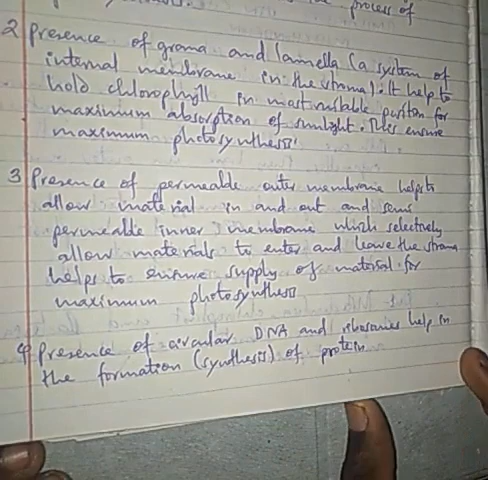 process of
2 Presence of grana and lamella (a system of
internal membrane in the stroma). It help to
hold chlorophyll in most suitable position for
maximum absorption of sunlight. This ensure
maximum photosynthesis
3 Presence of permeable outer membrane helps to
allow material in and out and semi
permeable inner membrane which selectively
allow materials to enter and leave the stroma
helps to ensure supply of material for
maximum photosynthesis
4 Presence of circular DNA and ribosomes help in
the formation (synthesis) of protein